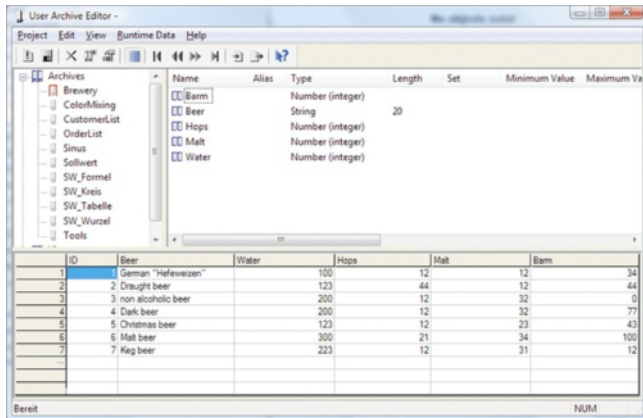 User Archive Editor -
Project Edit View Runtime Data Help
Archives
Brewery
ColorMixing
CustomerList
OrderList
Sinus
Sollwert
SW_Formel
SW_Kreis
SW_Tabelle
SW_Wurzel
Tools
Name Alias Type Length Set Minimum Value Maximum Va
Barm Number (integer)
Beer String 20
Hops Number (integer)
Malt Number (integer)
Water Number (integer)
ID Beer Water Hops Malt Barm
1 1 German "Hefeweizen" 100 12 12 34
2 2 Draught beer 123 44 12 44
3 3 non alcoholic beer 200 12 32 0
4 4 Dark beer 200 12 32 77
5 5 Christmas beer 123 12 23 43
6 6 Malt beer 300 21 34 100
7 7 Keg beer 223 12 31 12
...
Bereit NUM